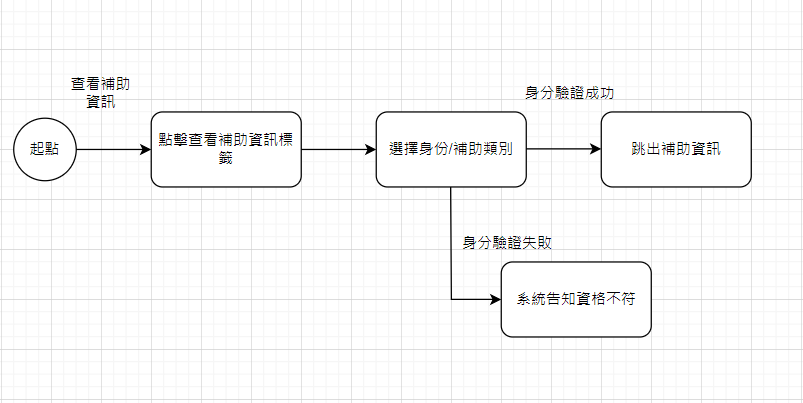 查看補助
資訊
身分驗證成功
起點
點擊查看補助資訊標
籤
選擇身份/補助類別
跳出補助資訊
身分驗證失敗
系統告知資格不符